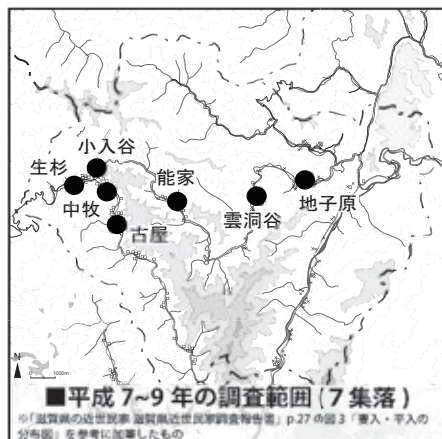 小入谷
生杉
能家
中牧
地子原
雲洞谷
古屋
N
0 1000m
■平成 7~9 年の調査範囲 ( 7 集落 )
※「滋賀県の近世民家 滋賀県近世民家調査報告書」p.27 の図 3「妻入・平入の
分布図」を参考に加筆したもの